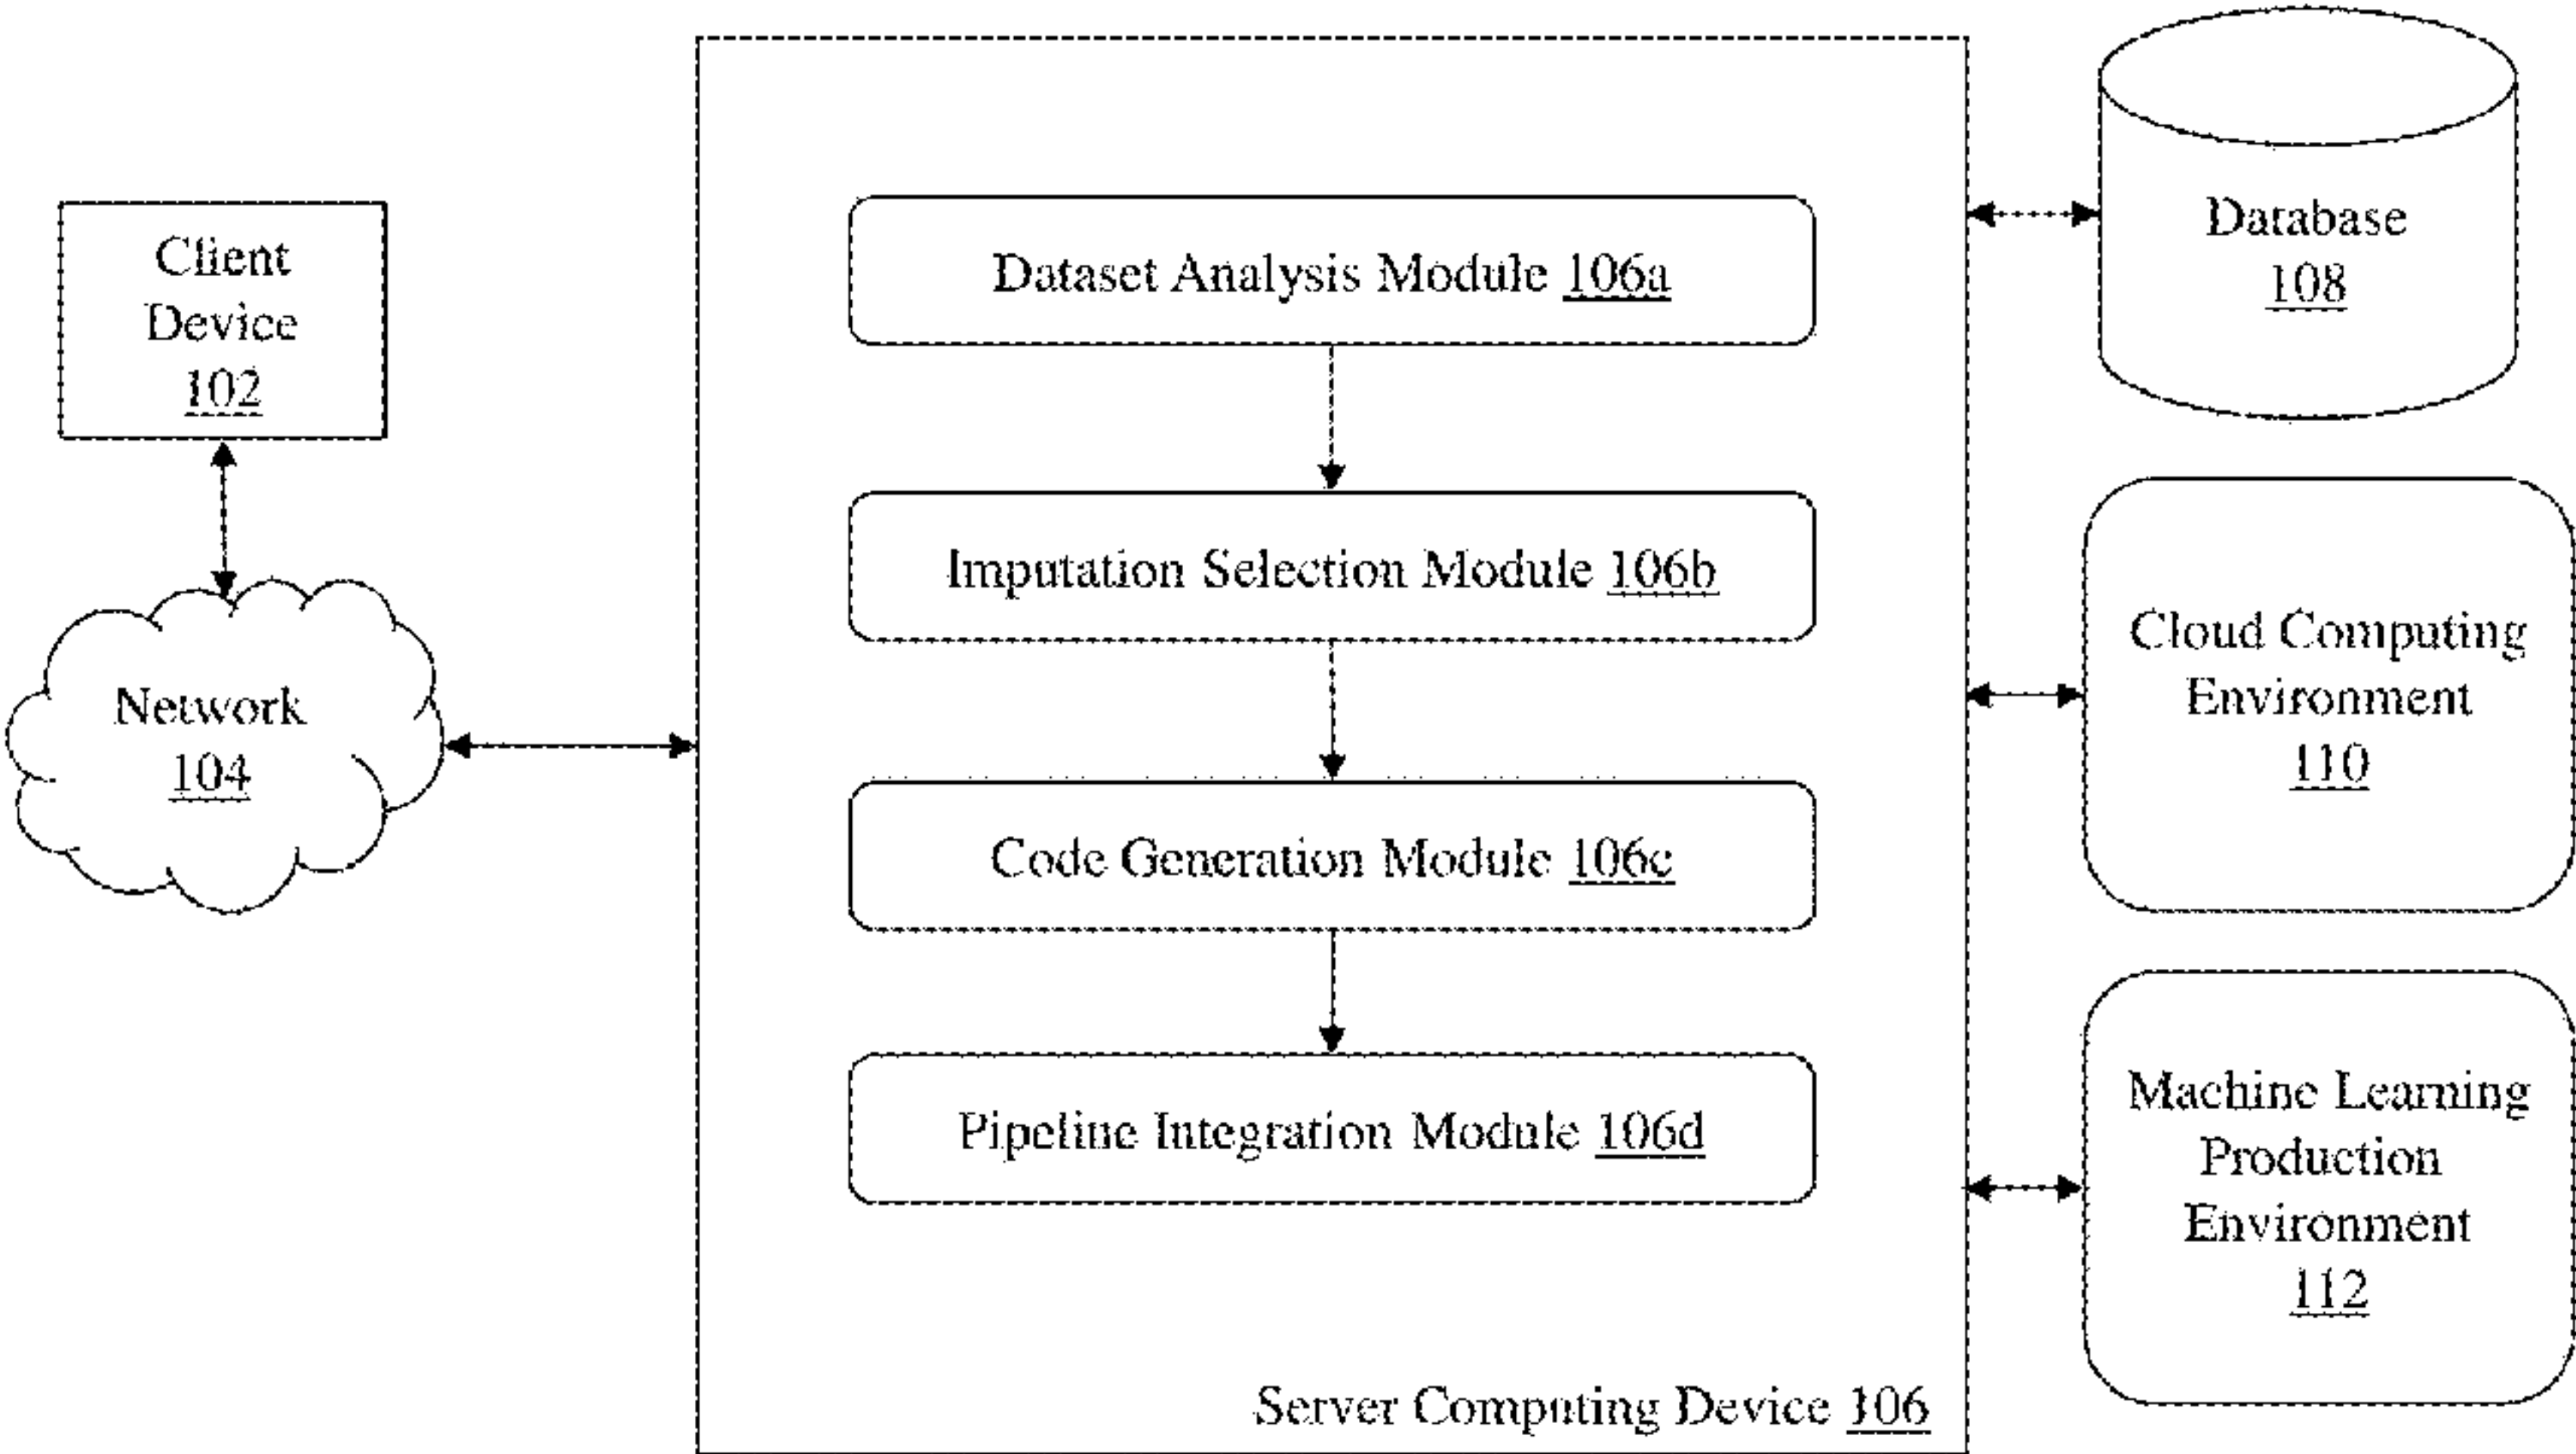 Client
Device
102
Network
104
Dataset Analysis Module 106a
Imputation Selection Module 106b
Code Generation Module 106c
Pipeline Integration Module 106d
Server Computing Device 106
Database
108
Cloud Computing
Environment
110
Machine Learning
Production
Environment
112